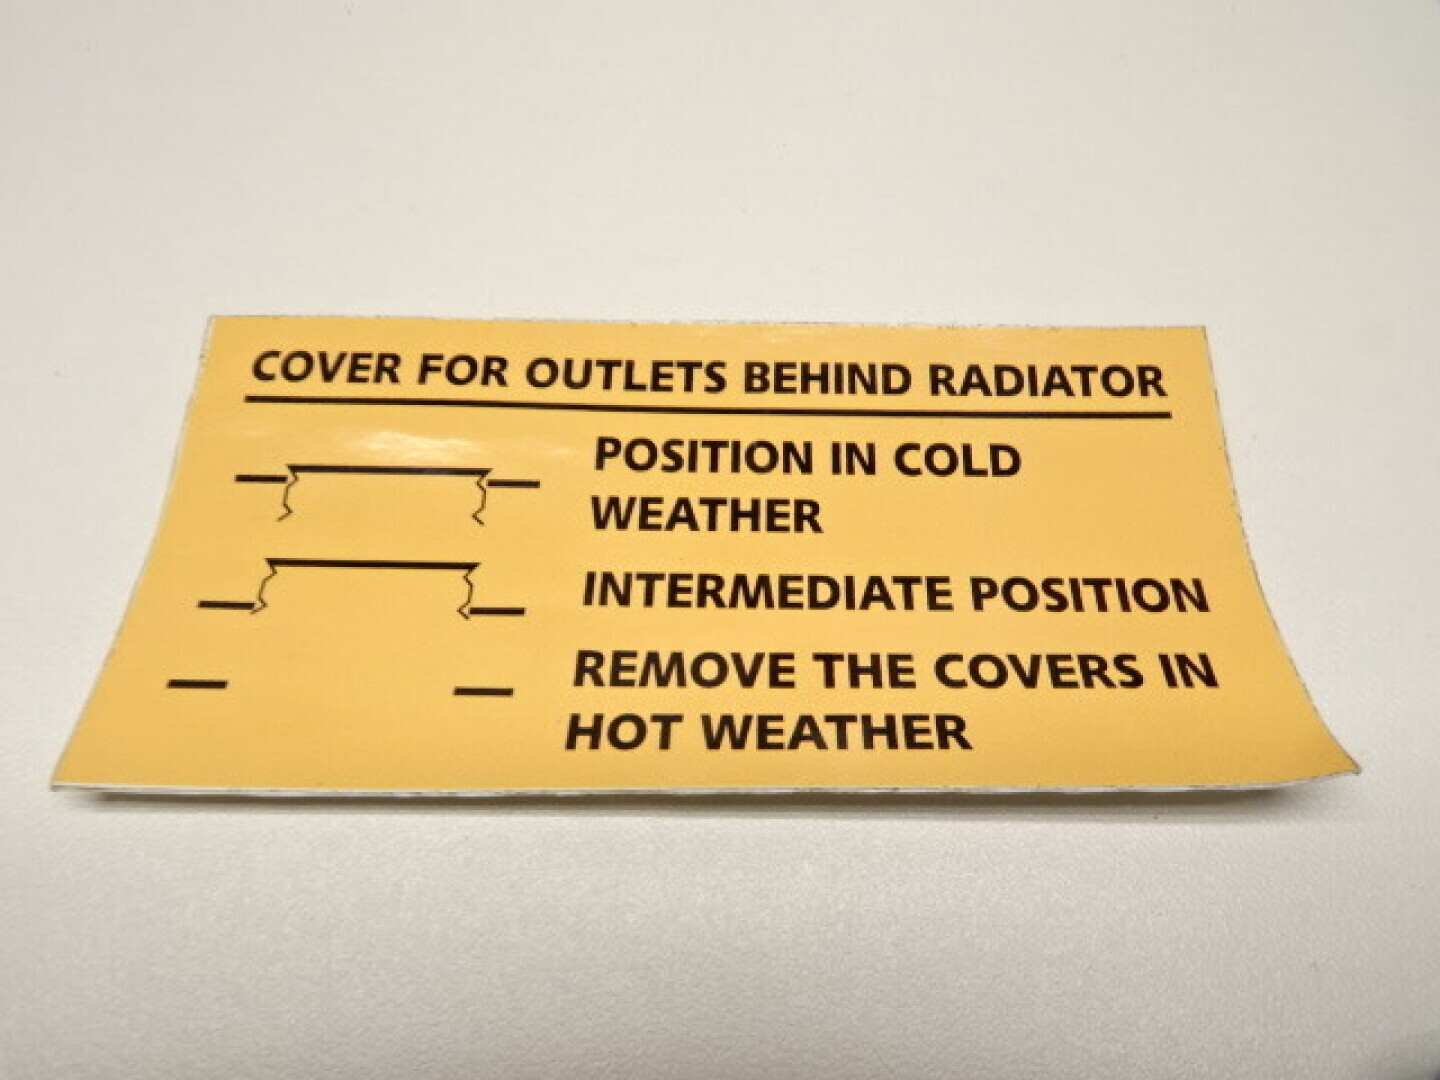 COVER FOR OUTLETS BEHIND RADIATOR
POSITION IN COLD
WEATHER
INTERMEDIATE POSITION
REMOVE THE COVERS IN
HOT WEATHER